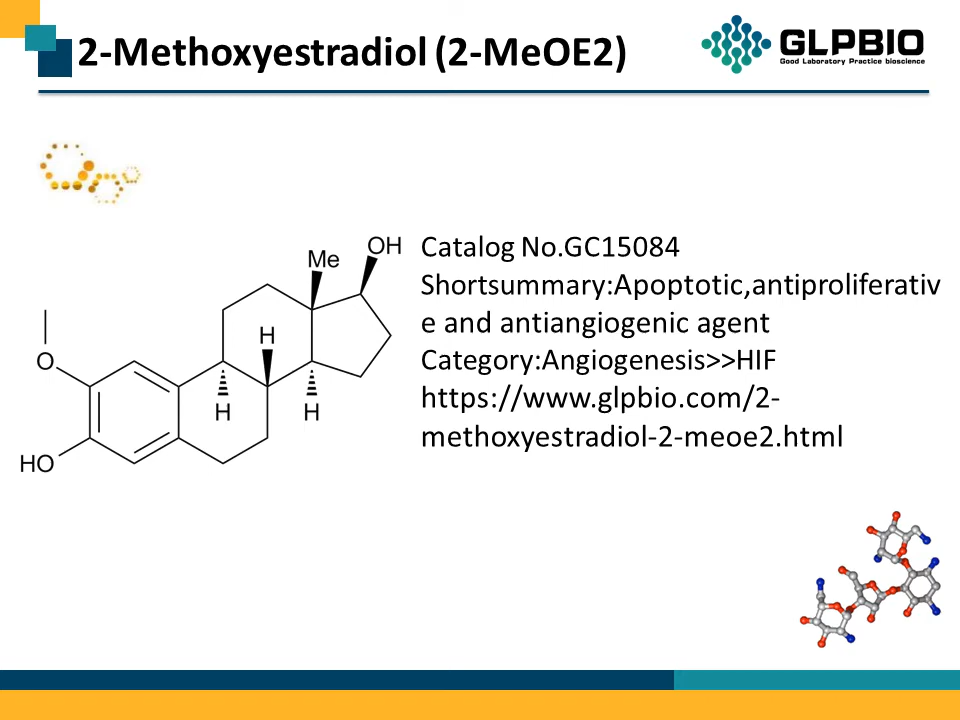 2-Methoxyestradiol (2-MeOE2)
GLPBIO
Good Laboratory Practice bioscience
OH
Me
H
O
H
H
HO
Catalog No.GC15084
Shortsummary:Apoptotic,antiproliferativ
e and antiangiogenic agent
Category:Angiogenesis>>HIF
https://www.glpbio.com/2-
methoxyestradiol-2-meoe2.html